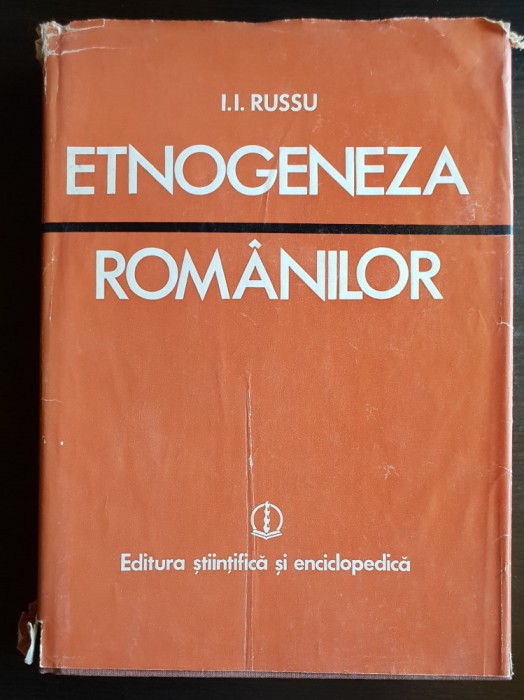 I.I. RUSSU
ETNOGENEZA
ROMÂNILOR
Editura științifică și enciclopedică